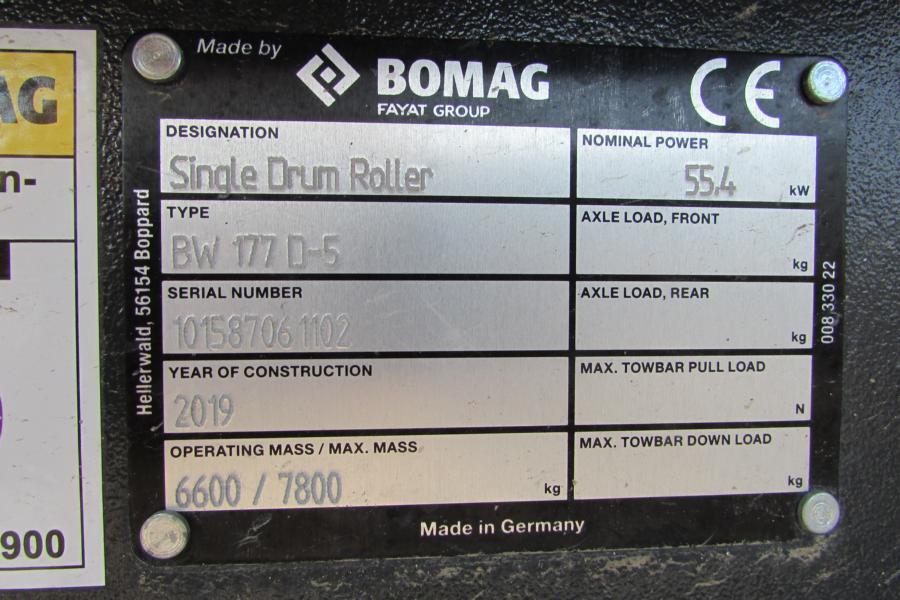 AG
n-
900
Made by
BOMAG
FAYAT GROUP
CE
DESIGNATION
Single Drum Roller
NOMINAL POWER
55,4 kW
TYPE
BW 177 D-5
AXLE LOAD, FRONT
kg
SERIAL NUMBER
101587061102
AXLE LOAD, REAR
kg
YEAR OF CONSTRUCTION
2019
MAX. TOWBAR PULL LOAD
N
OPERATING MASS / MAX. MASS
6600 / 7800 kg
MAX. TOWBAR DOWN LOAD
kg
Made in Germany
Hellerwald, 56154 Boppard
008 330 22